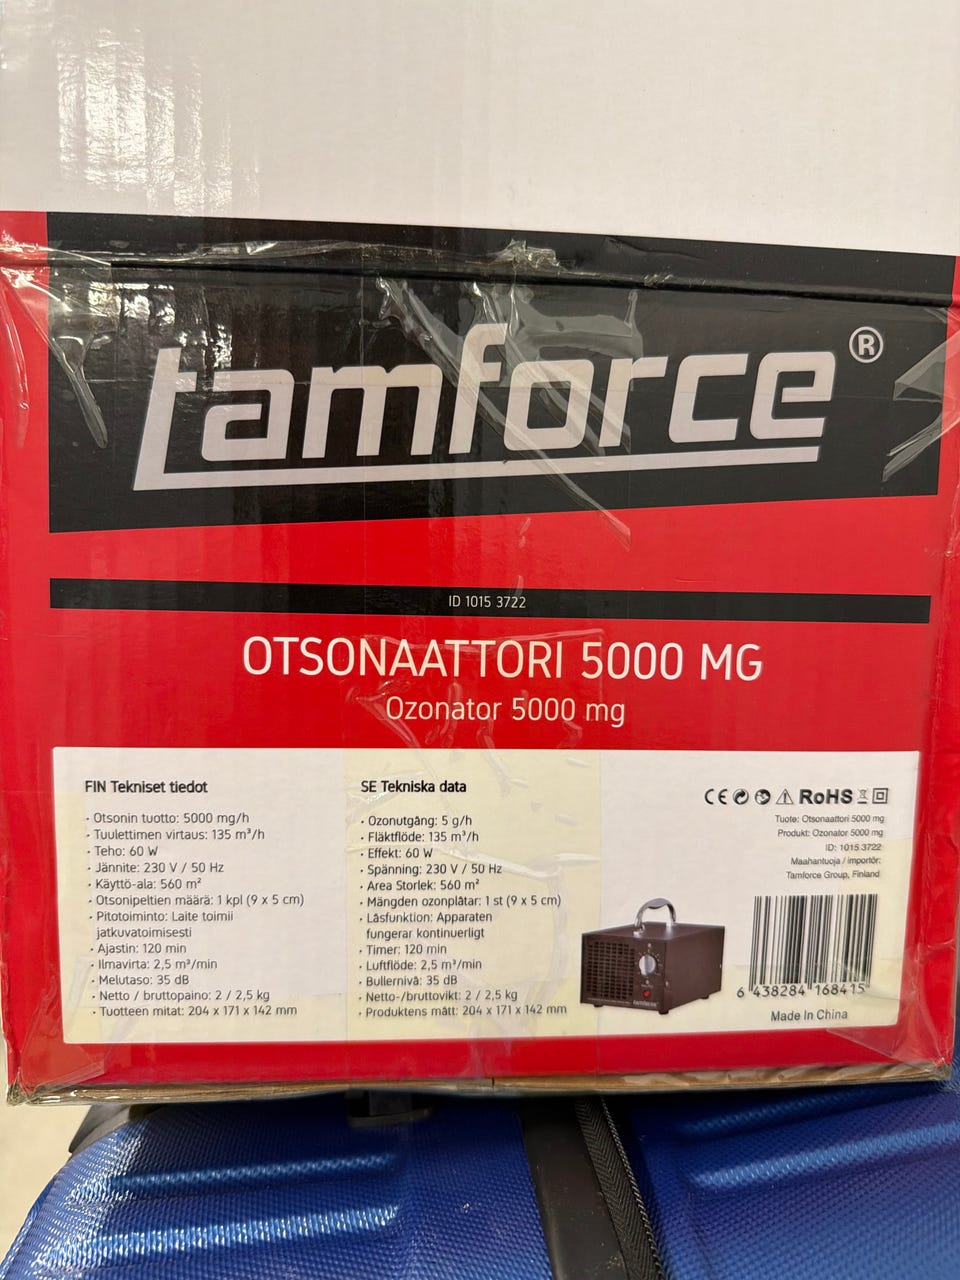 tamforce®
ID 1015 3722
OTSONAATTORI 5000 MG
Ozonator 5000 mg
FIN Tekniset tiedot
· Otsonin tuotto: 5000 mg/h
· Tuulettimen virtaus: 135 m³/h
· Teho: 60 W
· Jännite: 230 V / 50 Hz
· Käyttö-ala: 560 m²
· Otsonipeltien määrä: 1 kpl (9 x 5 cm)
· Pitotoiminto: Laite toimii
jatkuvatoimisesti
· Ajastin: 120 min
· Ilmavirta: 2,5 m³/min
· Melutaso: 35 dB
· Netto / bruttopaino: 2 / 2,5 kg
· Tuotteen mitat: 204 x 171 x 142 mm
SE Tekniska data
· Ozonutgång: 5 g/h
· Fläktflöde: 135 m³/h
· Effekt: 60 W
· Spänning: 230 V / 50 Hz
· Area Storlek: 560 m²
· Mängden ozonplåtar: 1 st (9 x 5 cm)
· Låsfunktion: Apparaten
fungerar kontinuerligt
· Timer: 120 min
· Luftflöde: 2,5 m³/min
· Bullernivå: 35 dB
· Netto-/bruttovikt: 2 / 2,5 kg
· Produktens mått: 204 x 171 x 142 mm
CE RoHS
Tuote: Otsonaattori 5000 mg
Produkt: Ozonator 5000 mg
ID: 1015 3722
Maahantuoja / importör:
Tamforce Group, Finland
tamforce
6 438284 168415
Made In China